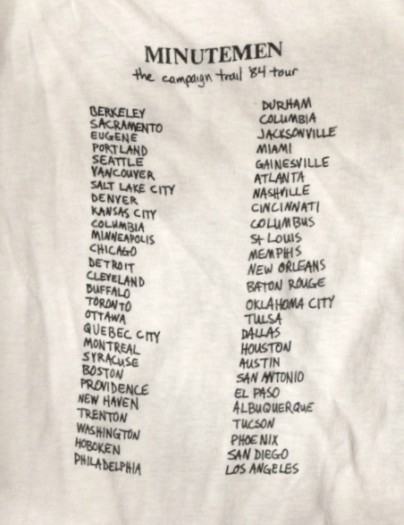 MINUTEMEN
the campaign trail '84 tour
BERKELEY
SACRAMENTO
EUGENE
PORTLAND
SEATTLE
VANCOUVER
SALT LAKE CITY
DENVER
KANSAS CITY
COLUMBIA
MINNEAPOLIS
CHICAGO
DETROIT
CLEVELAND
BUFFALO
TORONTO
OTTAWA
QUEBEC CITY
MONTREAL
SYRACUSE
BOSTON
PROVIDENCE
NEW HAVEN
TRENTON
WASHINGTON
HOBOKEN
PHILADELPHIA
DURHAM
COLUMBIA
JACKSONVILLE
MIAMI
GAINESVILLE
ATLANTA
NASHVILLE
CINCINNATI
COLUMBUS
St LOUIS
MEMPHIS
NEW ORLEANS
BATON ROUGE
OKLAHOMA CITY
TULSA
DALLAS
HOUSTON
AUSTIN
SAN ANTONIO
EL PASO
ALBUQUERQUE
TUCSON
PHOENIX
SAN DIEGO
LOS ANGELES